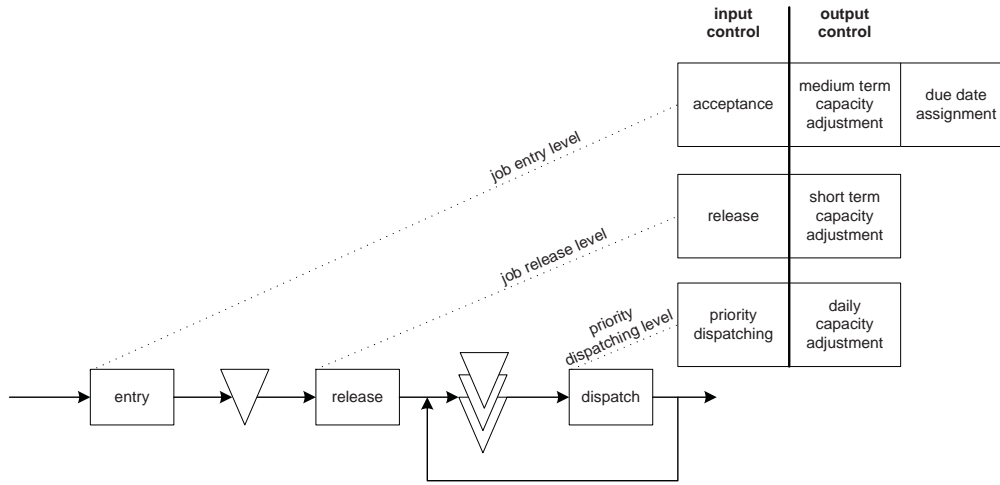 input
control
output
control
acceptance
medium term
capacity
adjustment
due date
assignment
job entry level
release
short term
capacity
adjustment
job release level
priority
dispatching
daily
capacity
adjustment
priority
dispatching level
entry
release
dispatch